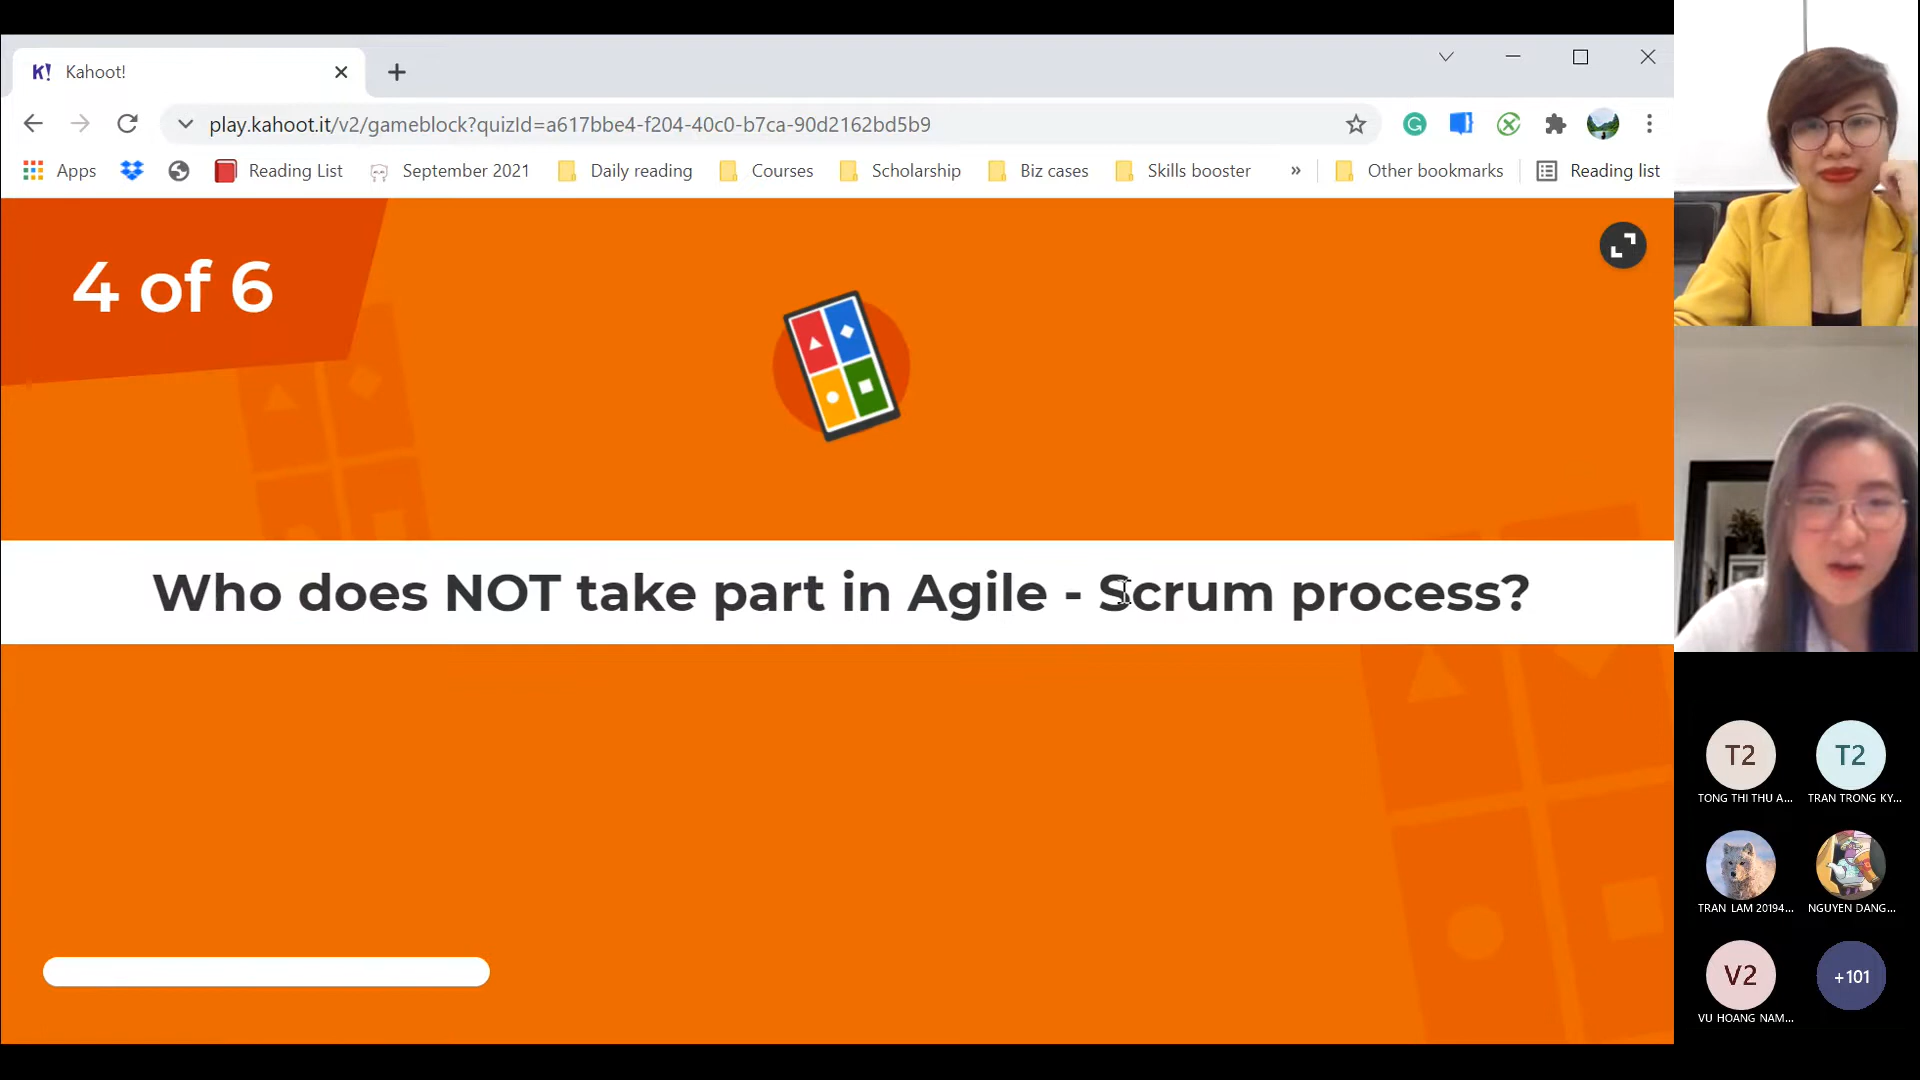 K! Kahoot!
play.kahoot.it/v2/gameblock?quizId=a617bbe4-f204-40c0-b7ca-90d2162bd5b9
Apps Reading List September 2021 Daily reading Courses Scholarship Biz cases Skills booster » Other bookmarks Reading list
4 of 6
Who does NOT take part in Agile - Scrum process?
T2 T2
TONG THI THU A... TRAN TRONG KY...
TRAN LAM 20194... NGUYEN DANG...
V2 +101
VU HOANG NAM...